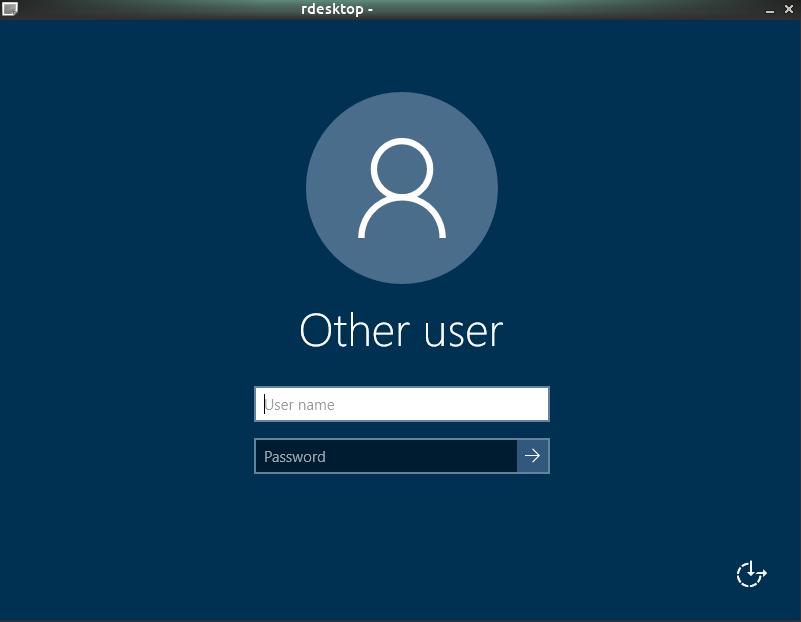 rdesktop -
Other user
User name
Password